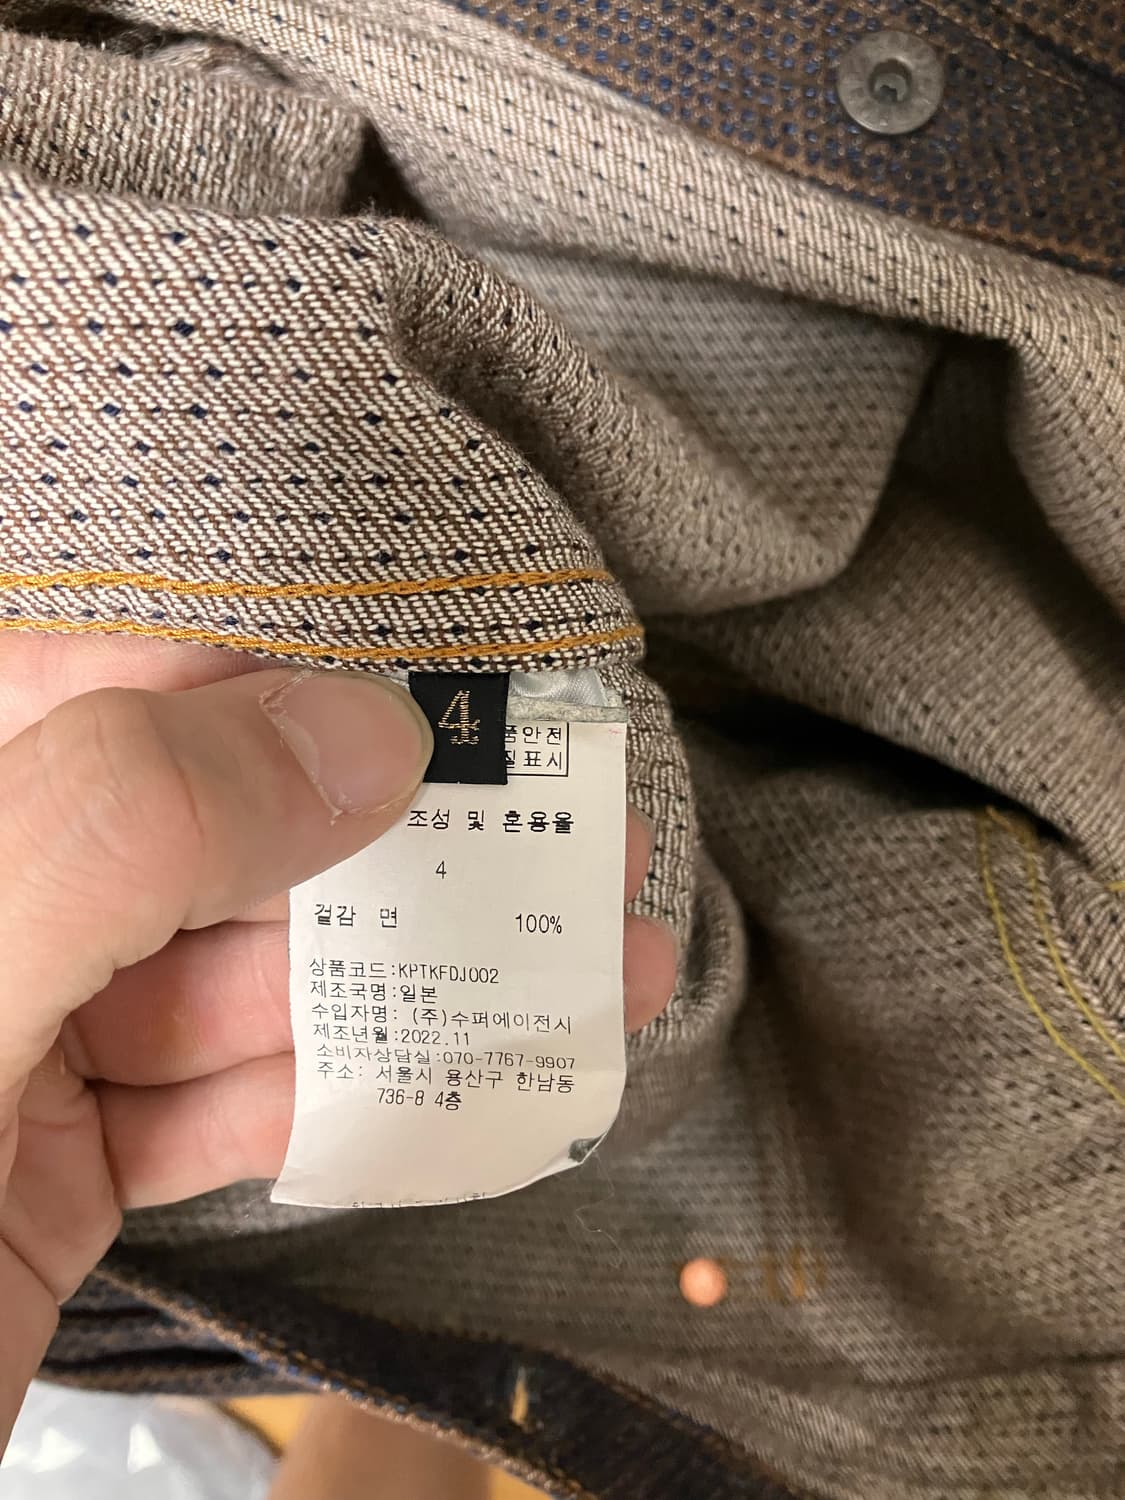 4
품안전
질표시
조성 및 혼용율
4
겉감 면 100%
상품코드:KPTKFDJ002
제조국명:일본
수입자명: (주)수퍼에이전시
제조년월:2022.11
소비자상담실:070-7767-9907
주소: 서울시 용산구 한남동
736-8 4층